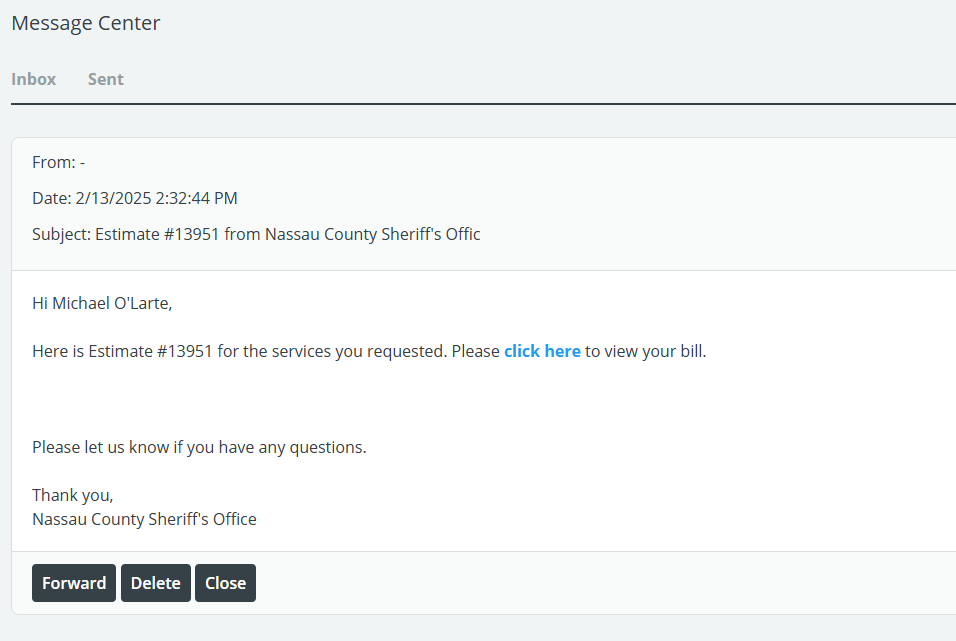 Message Center
Inbox Sent
From: -
Date: 2/13/2025 2:32:44 PM
Subject: Estimate #13951 from Nassau County Sheriff's Offic
Hi Michael O'Larte,
Here is Estimate #13951 for the services you requested. Please click here to view your bill.
Please let us know if you have any questions.
Thank you,
Nassau County Sheriff's Office
Forward Delete Close